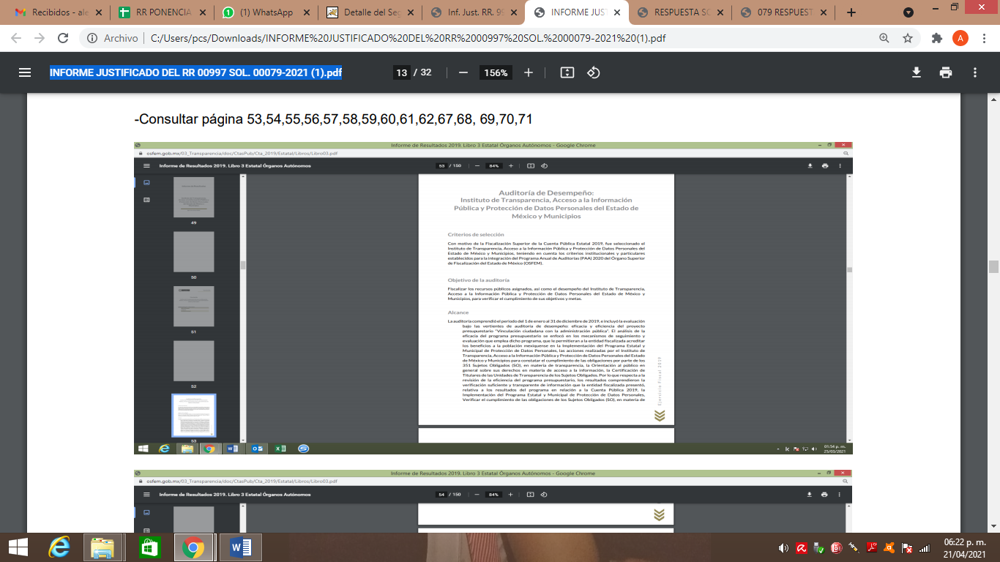 Recibidos - ale
RR PONENCIA
(1) WhatsApp
Detalle del Seg
Inf. Just. RR. 99
INFORME JUST
RESPUESTA SO
079 RESPUEST
Archivo
C:/Users/pcs/Downloads/INFORME%20JUSTIFICADO%20DEL%20RR%2000997%20SOL.%2000079-2021%20(1).pdf
A
INFORME JUSTIFICADO DEL RR 00997 SOL. 00079-2021 (1).pdf
13 / 32
156%
-Consultar página 53,54,55,56,57,58,59,60,61,62,67,68, 69,70,71
Informe de Resultados 2019. Libro 3 Estatal Órganos Autónomos - Google Chrome
osfem.gob.mx/03_Transparencia/doc/CtasPub/Cta_2019/Estatal/Libros/Libro03.pdf
Informe de Resultados 2019. Libro 3 Estatal Órganos Autónomos
53 / 150
84%
49
50
51
52
53
Auditoría de Desempeño:
Instituto de Transparencia, Acceso a la Información
Pública y Protección de Datos Personales del Estado de
México y Municipios
Criterios de selección
Con motivo de la Fiscalización Superior de la Cuenta Pública Estatal 2019, fue seleccionado el
Instituto de Transparencia, Acceso a la Información Pública y Protección de Datos Personales del
Estado de México y Municipios, teniendo en cuenta los criterios institucionales y particulares
establecidos para la integración del Programa Anual de Auditorías (PAA) 2020 del Órgano Superior
de Fiscalización del Estado de México (OSFEM).
Objetivo de la auditoría
Fiscalizar los recursos públicos asignados, así como el desempeño del Instituto de Transparencia,
Acceso a la Información Pública y Protección de Datos Personales del Estado de México y
Municipios, para verificar el cumplimiento de sus objetivos y metas.
Alcance
La auditoría comprendió el periodo del 1 de enero al 31 de diciembre de 2019, e incluyó la evaluación
bajo las vertientes de auditoría de desempeño: eficacia y eficiencia del proyecto
presupuestario "Vinculación ciudadana con la administración pública". El análisis de la
eficacia del programa presupuestario se enfocó en los mecanismos de seguimiento y
evaluación que emplea dicho programa, que le permitieran a la entidad fiscalizada acreditar
los beneficios a la población mexiquense en la Implementación del Programa Estatal y
Municipal de Protección de Datos Personales, las acciones realizadas por el Instituto de
Transparencia, Acceso a la Información Pública y Protección de Datos Personales del Estado
de México y Municipios para constatar el cumplimiento de las obligaciones por parte de los
351 Sujetos Obligados (SO), en materia de transparencia, la Orientación al público en
general sobre sus derechos en materia de acceso a la información, la Certificación de
Titulares de las Unidades de Transparencia de los Sujetos Obligados. Por lo que respecta a la
revisión de la eficiencia del programa presupuestario, los resultados comprendieron la
verificación suficiente y transparente de información que la entidad fiscalizada presentó,
relativa a los resultados del programa en relación a la Cuenta Pública 2019, la
Implementación del Programa Estatal y Municipal de Protección de Datos Personales,
Verificar el cumplimiento de las obligaciones de los Sujetos Obligados (SO), en materia de
Ejercicio Fiscal 2019
01:54 p. m.
25/03/2021
Informe de Resultados 2019. Libro 3 Estatal Órganos Autónomos - Google Chrome
osfem.gob.mx/03_Transparencia/doc/CtasPub/Cta_2019/Estatal/Libros/Libro03.pdf
Informe de Resultados 2019. Libro 3 Estatal Órganos Autónomos
54 / 150
84%
06:22 p. m.
21/04/2021